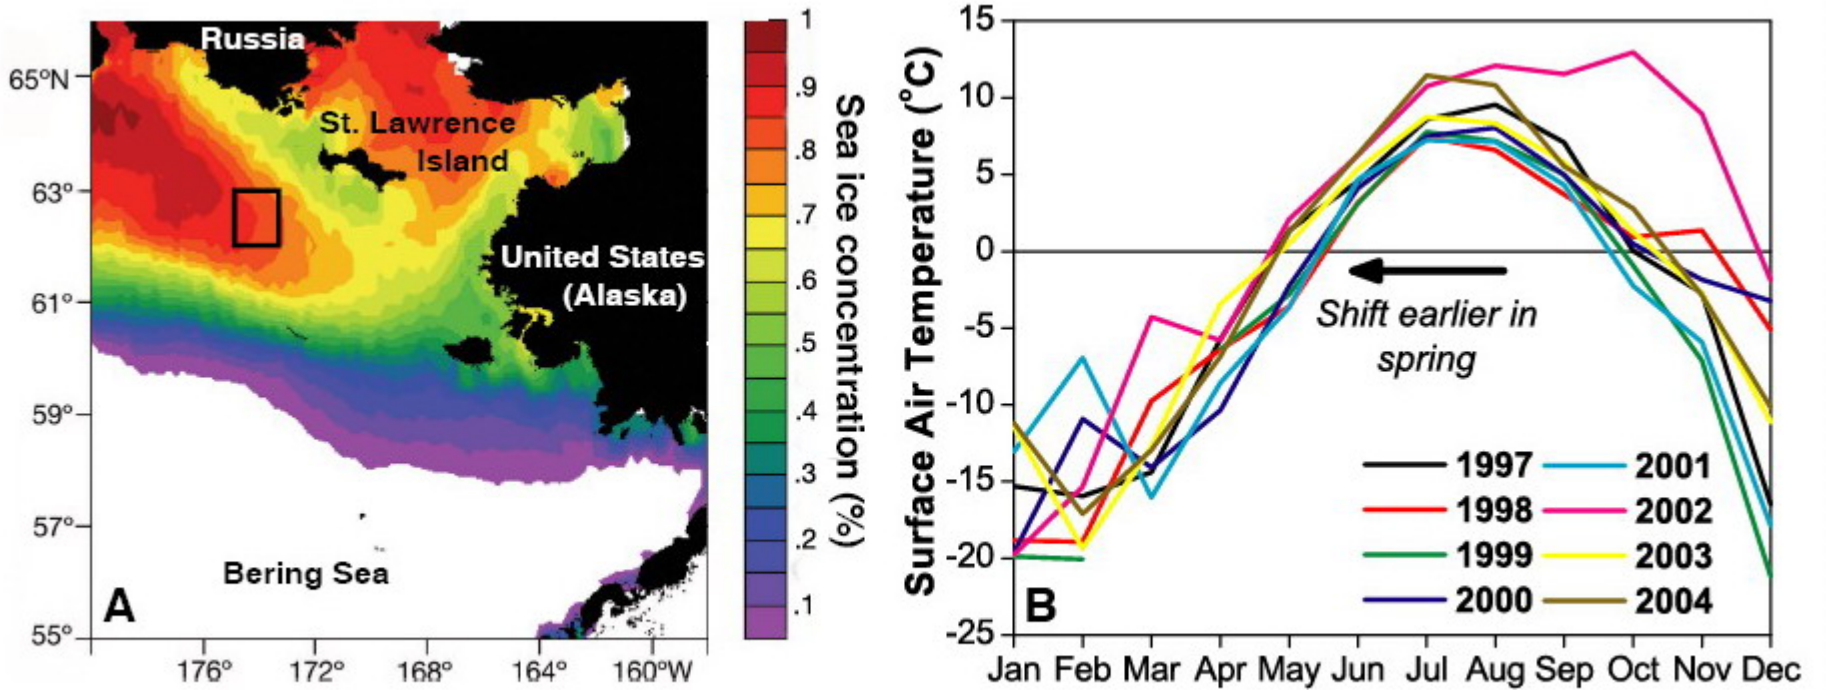 Russia
65ºN
St. Lawrence
Island
63º
United States
(Alaska)
61º
59º
57º
Bering Sea
A
55º
176º 172º 168º 164º 160ºW
1
.9
.8
.7
.6
.5
.4
.3
.2
.1
Sea ice concentration (%)
Surface Air Temperature (°C)
15
10
5
0
-5
-10
-15
-20
-25
Shift earlier in
spring
1997 2001
1998 2002
1999 2003
2000 2004
B
Jan Feb Mar Apr May Jun Jul Aug Sep Oct Nov Dec